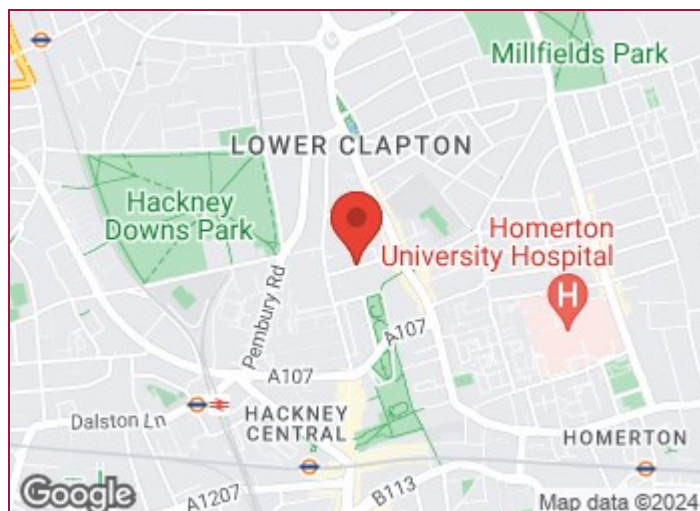 Millfields Park
LOWER CLAPTON
Hackney
Downs Park
Homerton
University Hospital
H
Pembury Rd
A107
A107
Dalston Ln
HACKNEY
CENTRAL
HOMERTON
A1207
B113
Google
Map data ©2024